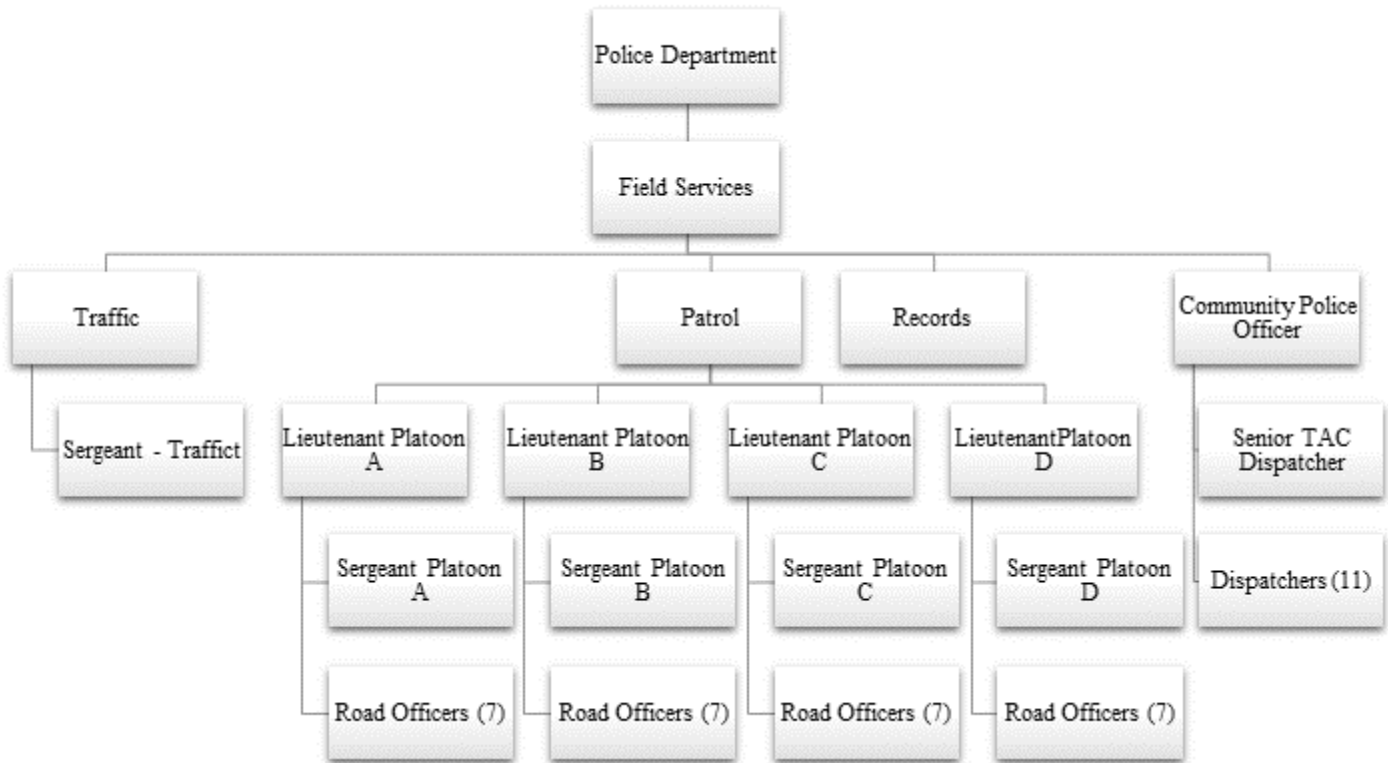 Police Department
Field Services
Traffic
Patrol
Records
Community Police
Officer
Sergeant - Traffict
Lieutenant Platoon
A
Lieutenant Platoon
B
Lieutenant Platoon
C
LieutenantPlatoon
D
Senior TAC
Dispatcher
Sergeant Platoon
A
Sergeant Platoon
B
Sergeant Platoon
C
Sergeant Platoon
D
Dispatchers (11)
Road Officers (7)
Road Officers (7)
Road Officers (7)
Road Officers (7)